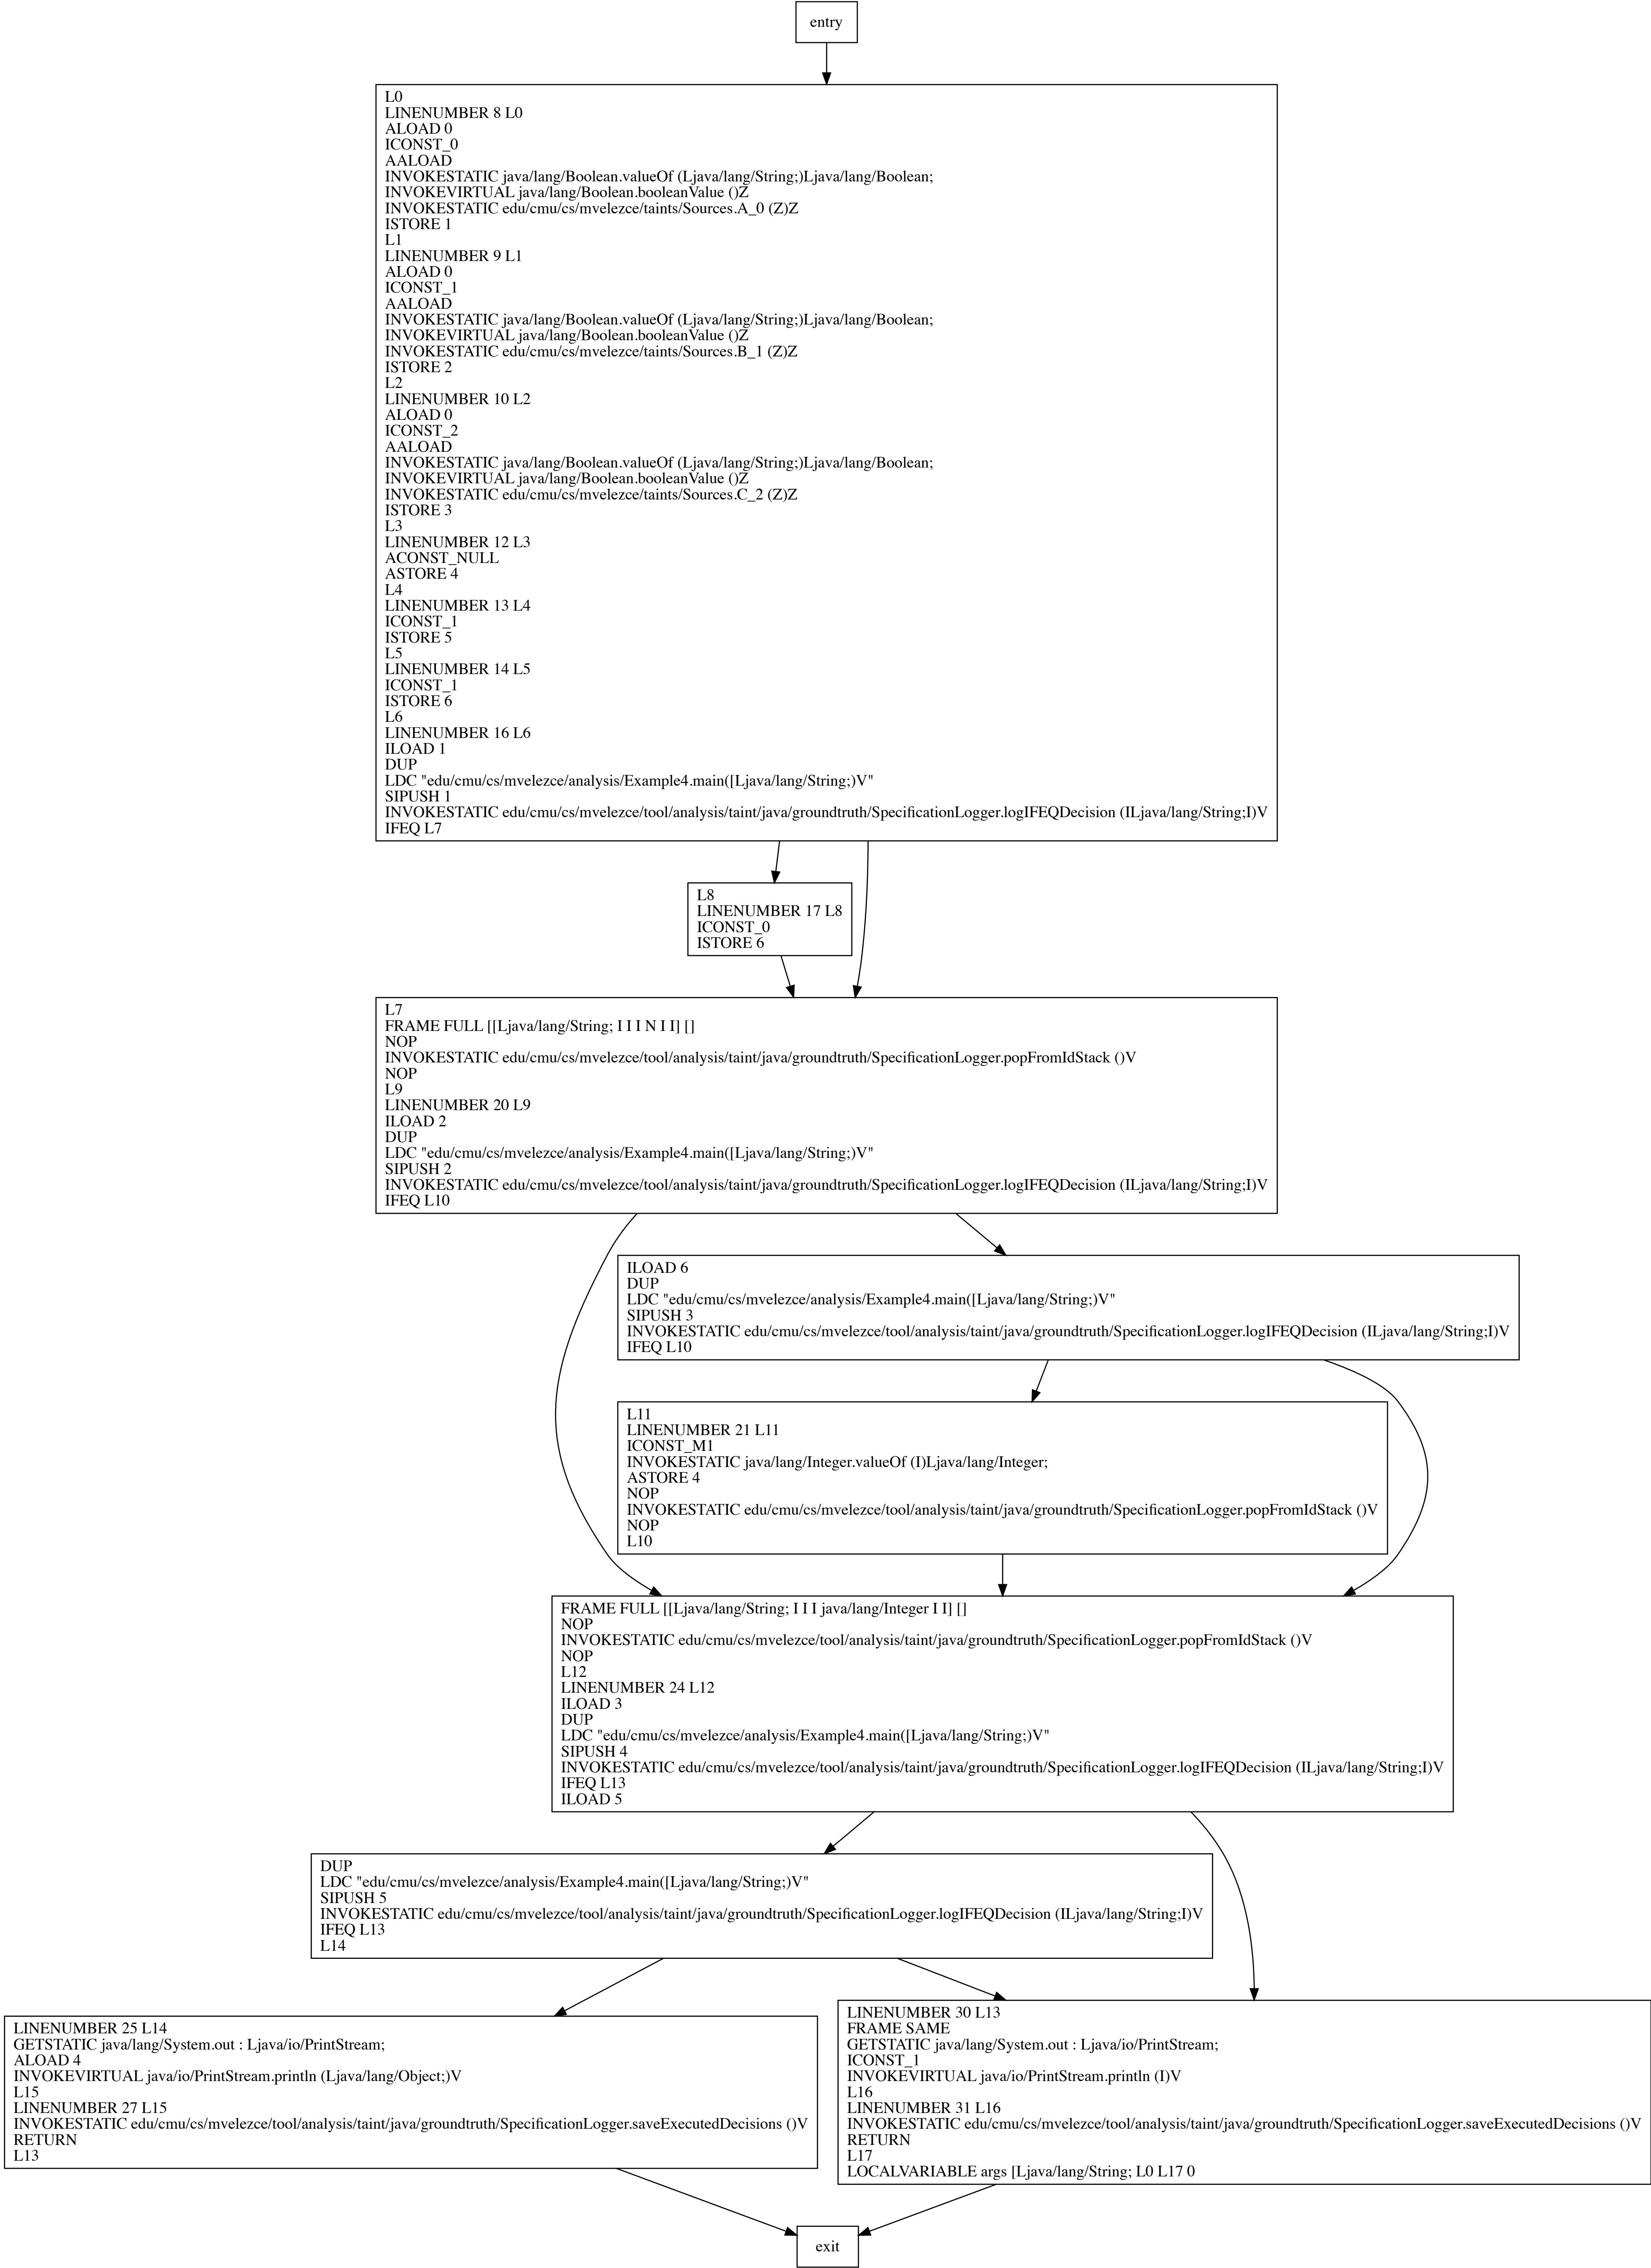 entry
L0
LINENUMBER 8 L0
ALOAD 0
ICONST_0
AALOAD
INVOKESTATIC java/lang/Boolean.valueOf (Ljava/lang/String;)Ljava/lang/Boolean;
INVOKEVIRTUAL java/lang/Boolean.booleanValue ()Z
INVOKESTATIC edu/cmu/cs/mvelezce/taints/Sources.A_0 (Z)Z
ISTORE 1
L1
LINENUMBER 9 L1
ALOAD 0
ICONST_1
AALOAD
INVOKESTATIC java/lang/Boolean.valueOf (Ljava/lang/String;)Ljava/lang/Boolean;
INVOKEVIRTUAL java/lang/Boolean.booleanValue ()Z
INVOKESTATIC edu/cmu/cs/mvelezce/taints/Sources.B_1 (Z)Z
ISTORE 2
L2
LINENUMBER 10 L2
ALOAD 0
ICONST_2
AALOAD
INVOKESTATIC java/lang/Boolean.valueOf (Ljava/lang/String;)Ljava/lang/Boolean;
INVOKEVIRTUAL java/lang/Boolean.booleanValue ()Z
INVOKESTATIC edu/cmu/cs/mvelezce/taints/Sources.C_2 (Z)Z
ISTORE 3
L3
LINENUMBER 12 L3
ACONST_NULL
ASTORE 4
L4
LINENUMBER 13 L4
ICONST_1
ISTORE 5
L5
LINENUMBER 14 L5
ICONST_1
ISTORE 6
L6
LINENUMBER 16 L6
ILOAD 1
DUP
LDC "edu/cmu/cs/mvelezce/analysis/Example4.main([Ljava/lang/String;)V"
SIPUSH 1
INVOKESTATIC edu/cmu/cs/mvelezce/tool/analysis/taint/java/groundtruth/SpecificationLogger.logIFEQDecision (ILjava/lang/String;I)V
IFEQ L7
L8
LINENUMBER 17 L8
ICONST_0
ISTORE 6
L7
FRAME FULL [[Ljava/lang/String; I I I N I I] []
NOP
INVOKESTATIC edu/cmu/cs/mvelezce/tool/analysis/taint/java/groundtruth/SpecificationLogger.popFromIdStack ()V
NOP
L9
LINENUMBER 20 L9
ILOAD 2
DUP
LDC "edu/cmu/cs/mvelezce/analysis/Example4.main([Ljava/lang/String;)V"
SIPUSH 2
INVOKESTATIC edu/cmu/cs/mvelezce/tool/analysis/taint/java/groundtruth/SpecificationLogger.logIFEQDecision (ILjava/lang/String;I)V
IFEQ L10
ILOAD 6
DUP
LDC "edu/cmu/cs/mvelezce/analysis/Example4.main([Ljava/lang/String;)V"
SIPUSH 3
INVOKESTATIC edu/cmu/cs/mvelezce/tool/analysis/taint/java/groundtruth/SpecificationLogger.logIFEQDecision (ILjava/lang/String;I)V
IFEQ L10
L11
LINENUMBER 21 L11
ICONST_M1
INVOKESTATIC java/lang/Integer.valueOf (I)Ljava/lang/Integer;
ASTORE 4
NOP
INVOKESTATIC edu/cmu/cs/mvelezce/tool/analysis/taint/java/groundtruth/SpecificationLogger.popFromIdStack ()V
NOP
L10
FRAME FULL [[Ljava/lang/String; I I I java/lang/Integer I I] []
NOP
INVOKESTATIC edu/cmu/cs/mvelezce/tool/analysis/taint/java/groundtruth/SpecificationLogger.popFromIdStack ()V
NOP
L12
LINENUMBER 24 L12
ILOAD 3
DUP
LDC "edu/cmu/cs/mvelezce/analysis/Example4.main([Ljava/lang/String;)V"
SIPUSH 4
INVOKESTATIC edu/cmu/cs/mvelezce/tool/analysis/taint/java/groundtruth/SpecificationLogger.logIFEQDecision (ILjava/lang/String;I)V
IFEQ L13
ILOAD 5
DUP
LDC "edu/cmu/cs/mvelezce/analysis/Example4.main([Ljava/lang/String;)V"
SIPUSH 5
INVOKESTATIC edu/cmu/cs/mvelezce/tool/analysis/taint/java/groundtruth/SpecificationLogger.logIFEQDecision (ILjava/lang/String;I)V
IFEQ L13
L14
LINENUMBER 25 L14
GETSTATIC java/lang/System.out : Ljava/io/PrintStream;
ALOAD 4
INVOKEVIRTUAL java/io/PrintStream.println (Ljava/lang/Object;)V
L15
LINENUMBER 27 L15
INVOKESTATIC edu/cmu/cs/mvelezce/tool/analysis/taint/java/groundtruth/SpecificationLogger.saveExecutedDecisions ()V
RETURN
L13
LINENUMBER 30 L13
FRAME SAME
GETSTATIC java/lang/System.out : Ljava/io/PrintStream;
ICONST_1
INVOKEVIRTUAL java/io/PrintStream.println (I)V
L16
LINENUMBER 31 L16
INVOKESTATIC edu/cmu/cs/mvelezce/tool/analysis/taint/java/groundtruth/SpecificationLogger.saveExecutedDecisions ()V
RETURN
L17
LOCALVARIABLE args [Ljava/lang/String; L0 L17 0
exit